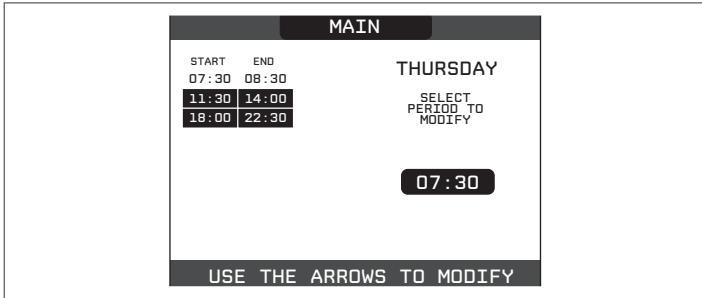 MAIN
START END
07:30 08:30
11:30 14:00
18:00 22:30
THURSDAY
SELECT
PERIOD TO
MODIFY
07:30
USE THE ARROWS TO MODIFY